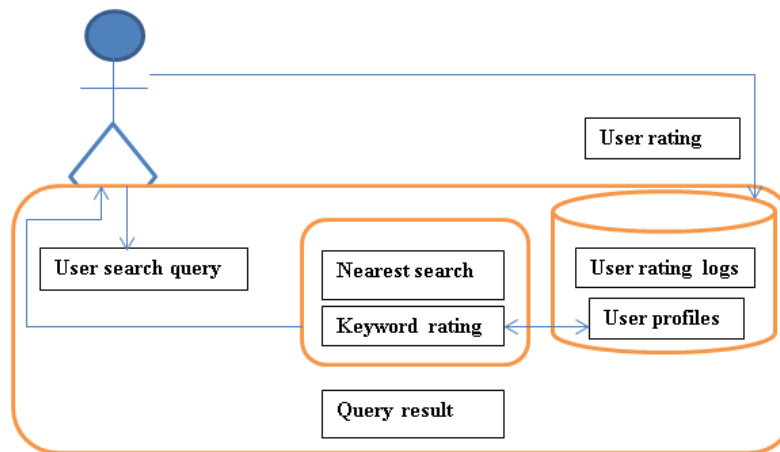 User rating
User search query
Nearest search
Keyword rating
User rating logs
User profiles
Query result